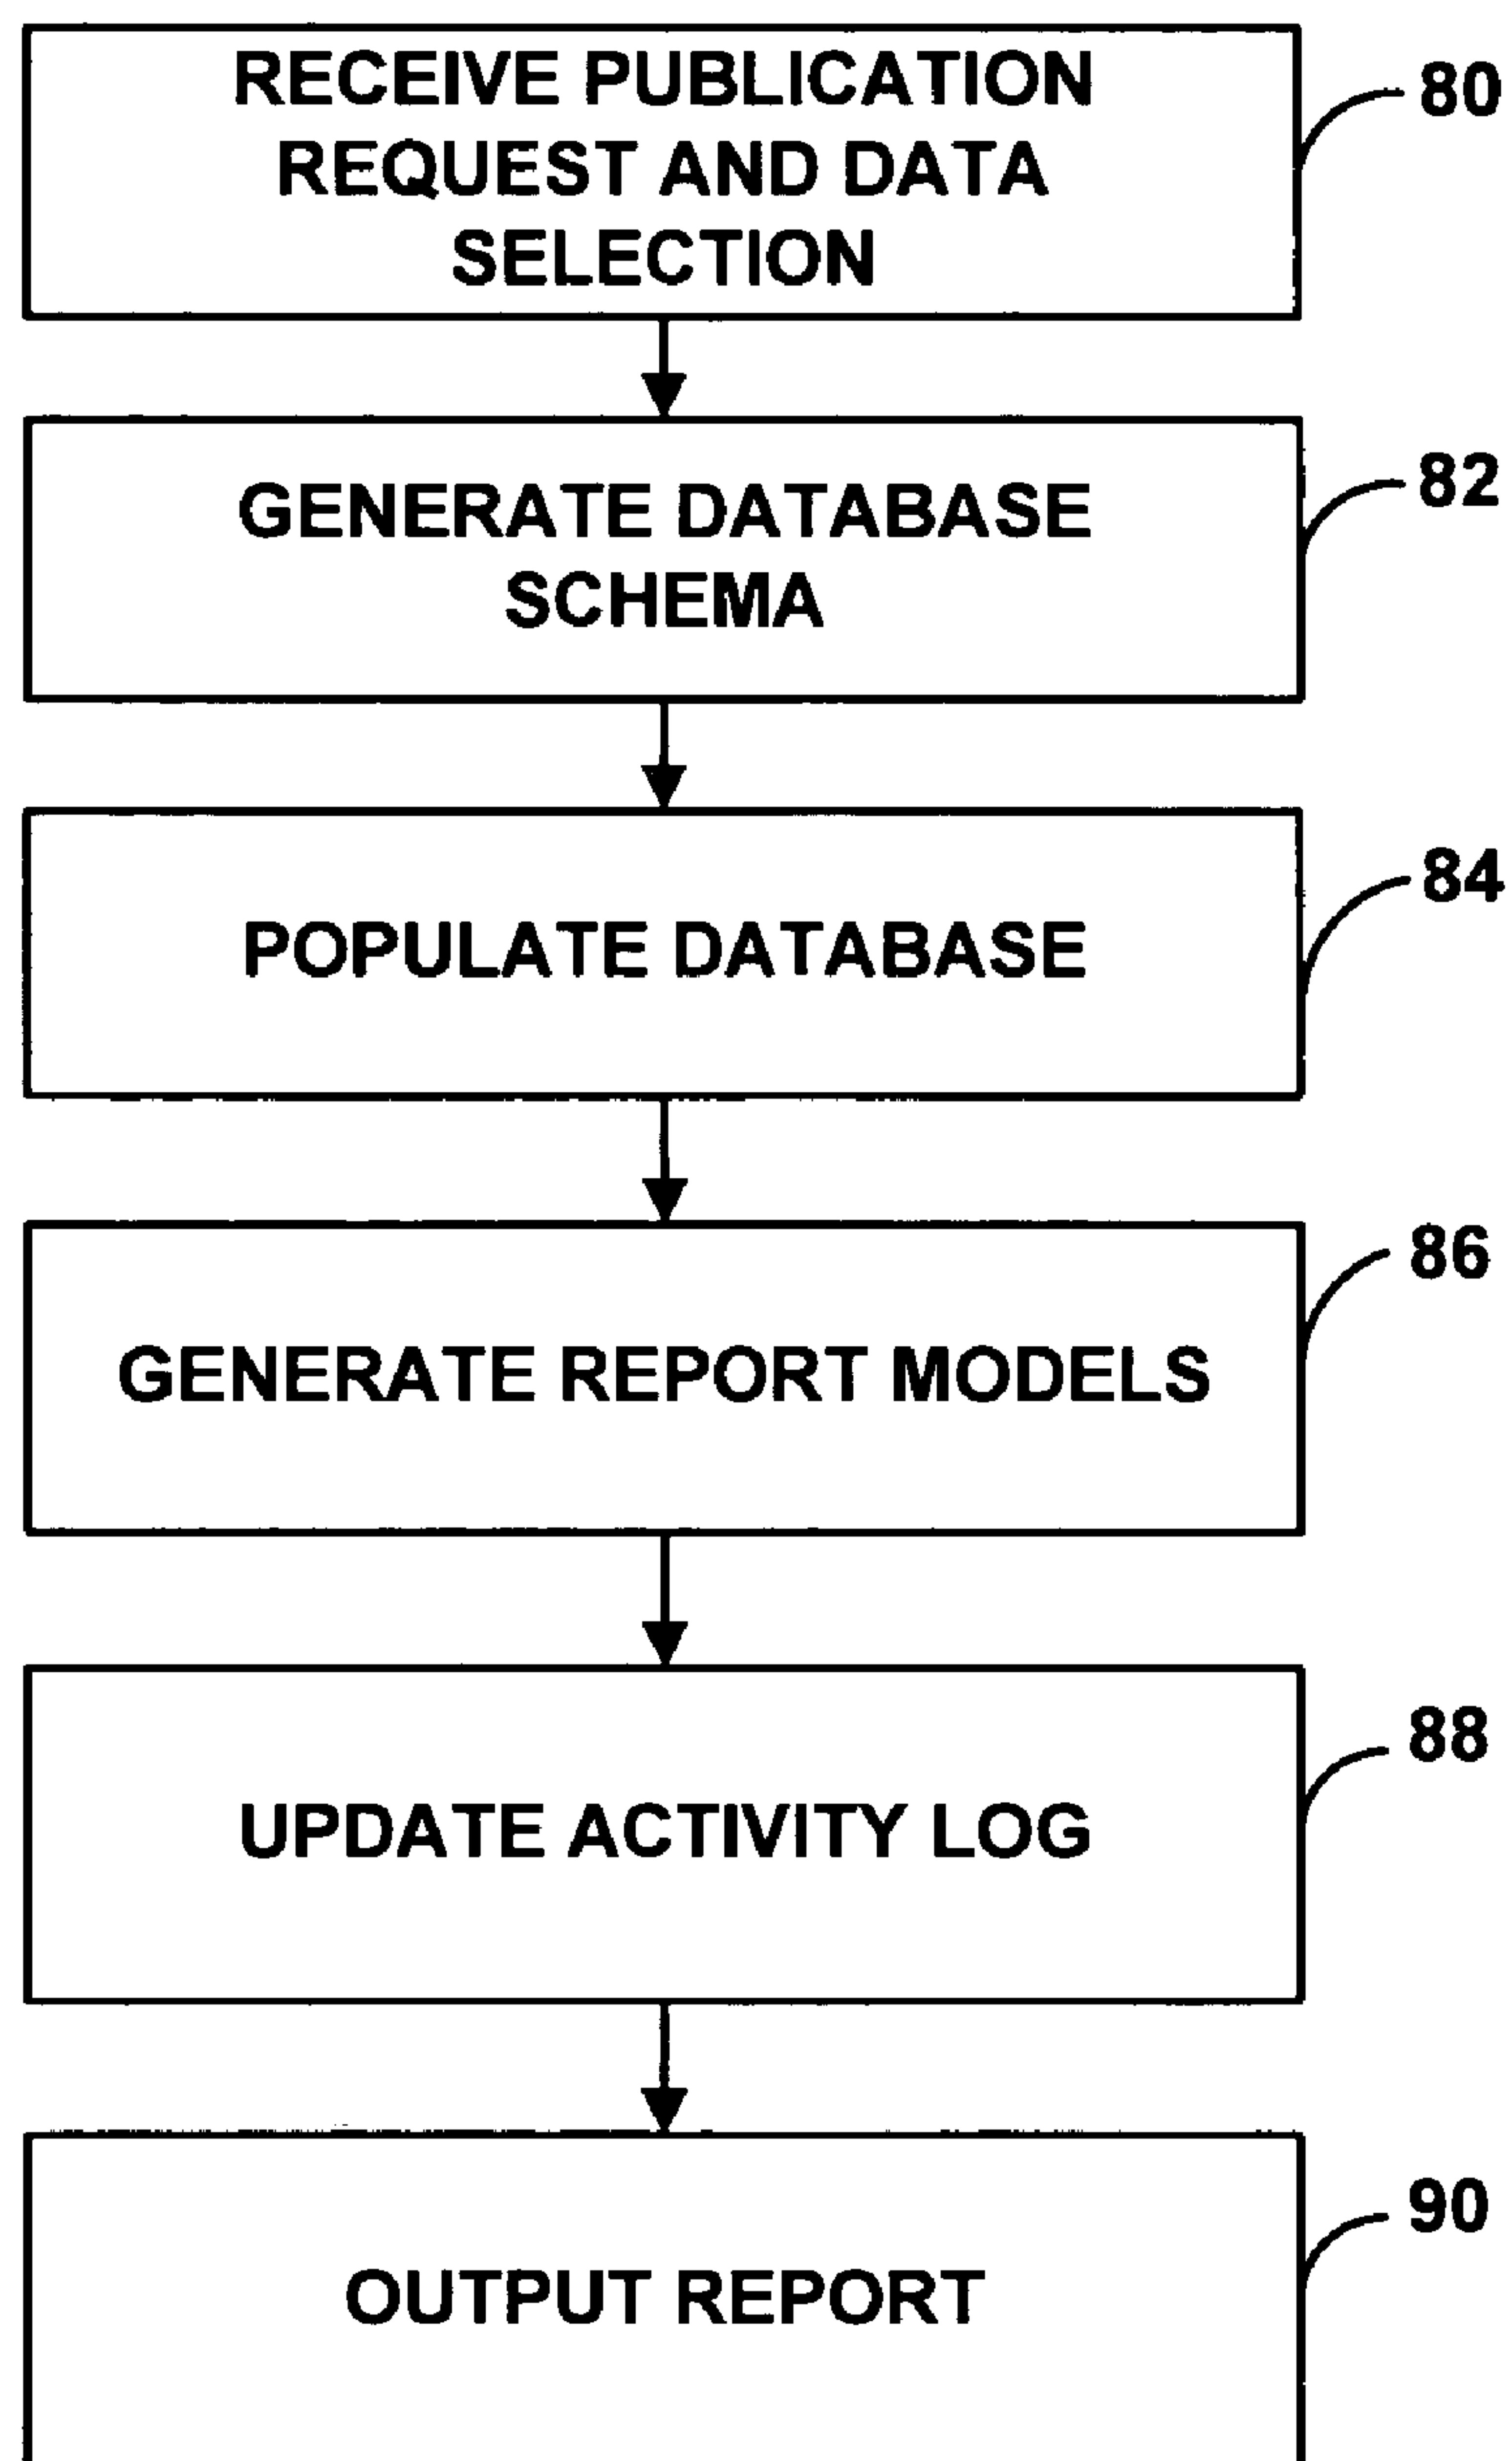 RECEIVE PUBLICATION
REQUEST AND DATA
SELECTION
80
GENERATE DATABASE
SCHEMA
82
POPULATE DATABASE
84
GENERATE REPORT MODELS
86
UPDATE ACTIVITY LOG
88
OUTPUT REPORT
90